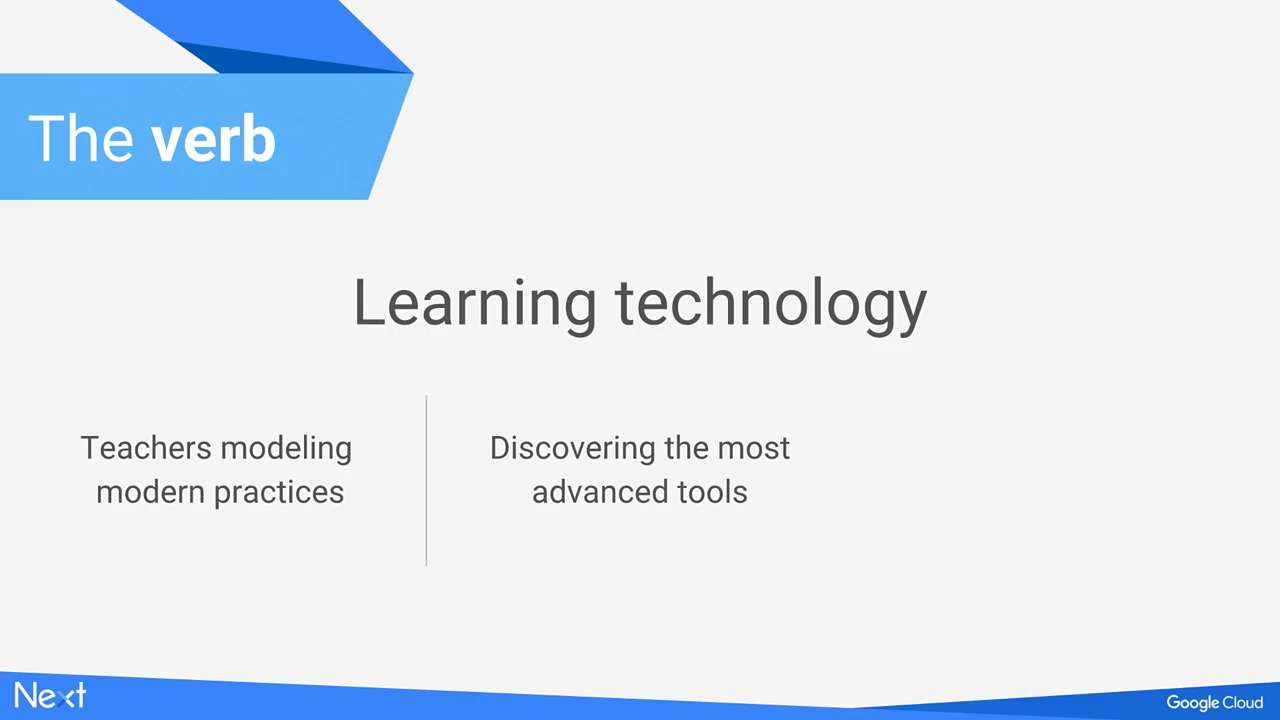 The verb
Learning technology
Teachers modeling
modern practices
Discovering the most
advanced tools
Next
Google Cloud